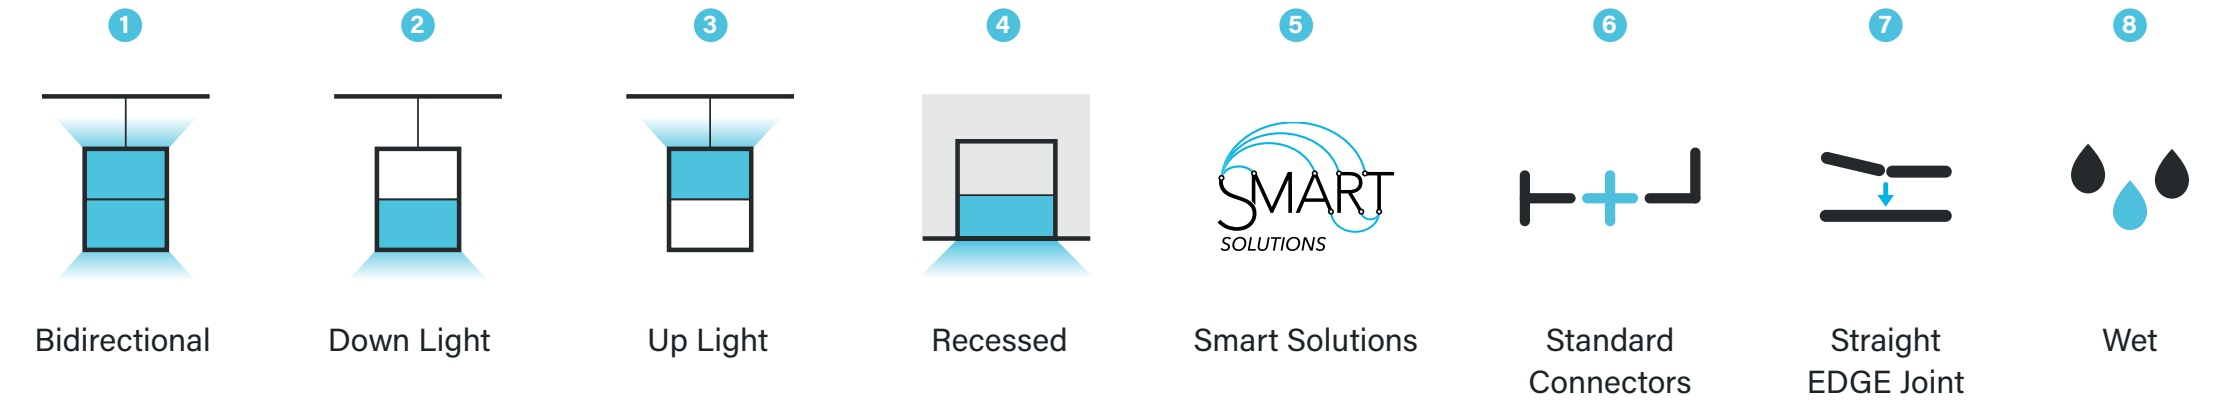 1 2 3 4 5 6 7 8
SMART
SOLUTIONS
Bidirectional Down Light Up Light Recessed Smart Solutions Standard Connectors Straight EDGE Joint Wet